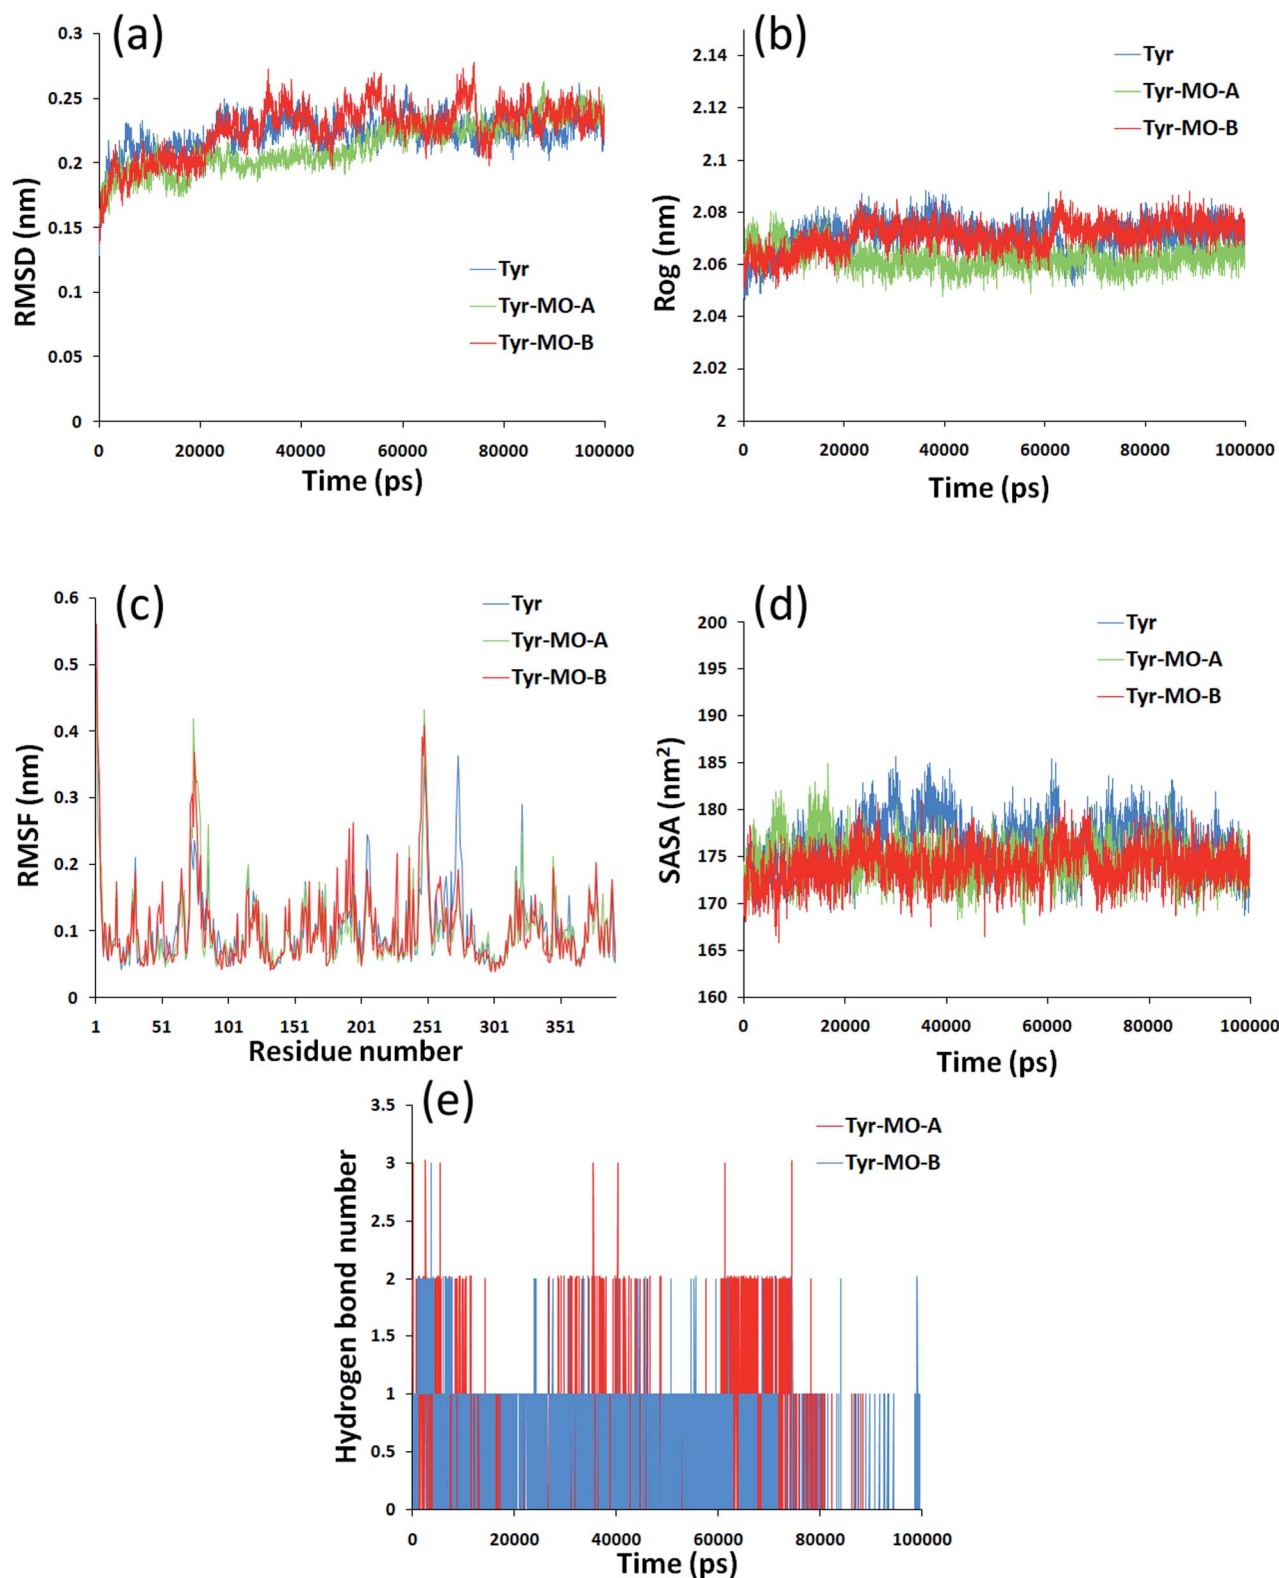 (a)
0.3
0.25
0.2
0.15
0.1
0.05
0
RMSD (nm)
Tyr
Tyr-MO-A
Tyr-MO-B
0 20000 40000 60000 80000 100000
Time (ps)
(b)
2.14
2.12
2.1
2.08
2.06
2.04
2.02
2
Rog (nm)
Tyr
Tyr-MO-A
Tyr-MO-B
0 20000 40000 60000 80000 100000
Time (ps)
(c)
0.6
0.5
0.4
0.3
0.2
0.1
0
RMSF (nm)
Tyr
Tyr-MO-A
Tyr-MO-B
1 51 101 151 201 251 301 351
Residue number
(d)
200
195
190
185
180
175
170
165
160
SASA (nm²)
Tyr
Tyr-MO-A
Tyr-MO-B
0 20000 40000 60000 80000 100000
Time (ps)
(e)
3.5
3
2.5
2
1.5
1
0.5
0
Hydrogen bond number
Tyr-MO-A
Tyr-MO-B
0 20000 40000 60000 80000 100000
Time (ps)